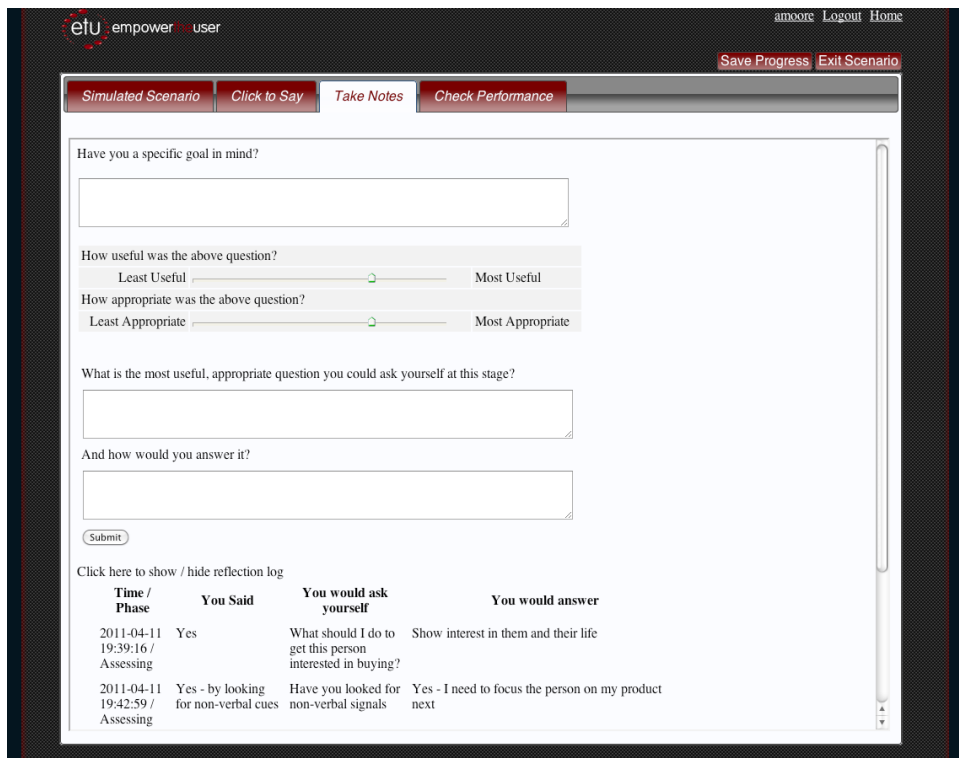 amoore Logout Home
etu empowertheuser
Save Progress Exit Scenario
Simulated Scenario Click to Say Take Notes Check Performance
Have you a specific goal in mind?
How useful was the above question?
Least Useful Most Useful
How appropriate was the above question?
Least Appropriate Most Appropriate
What is the most useful, appropriate question you could ask yourself at this stage?
And how would you answer it?
Submit
Click here to show / hide reflection log
Time / Phase You Said You would ask yourself You would answer
2011-04-11 Yes What should I do to Show interest in them and their life
19:39:16 / get this person
Assessing interested in buying?
2011-04-11 Yes - by looking Have you looked for Yes - I need to focus the person on my product
19:42:59 / for non-verbal cues non-verbal signals next
Assessing